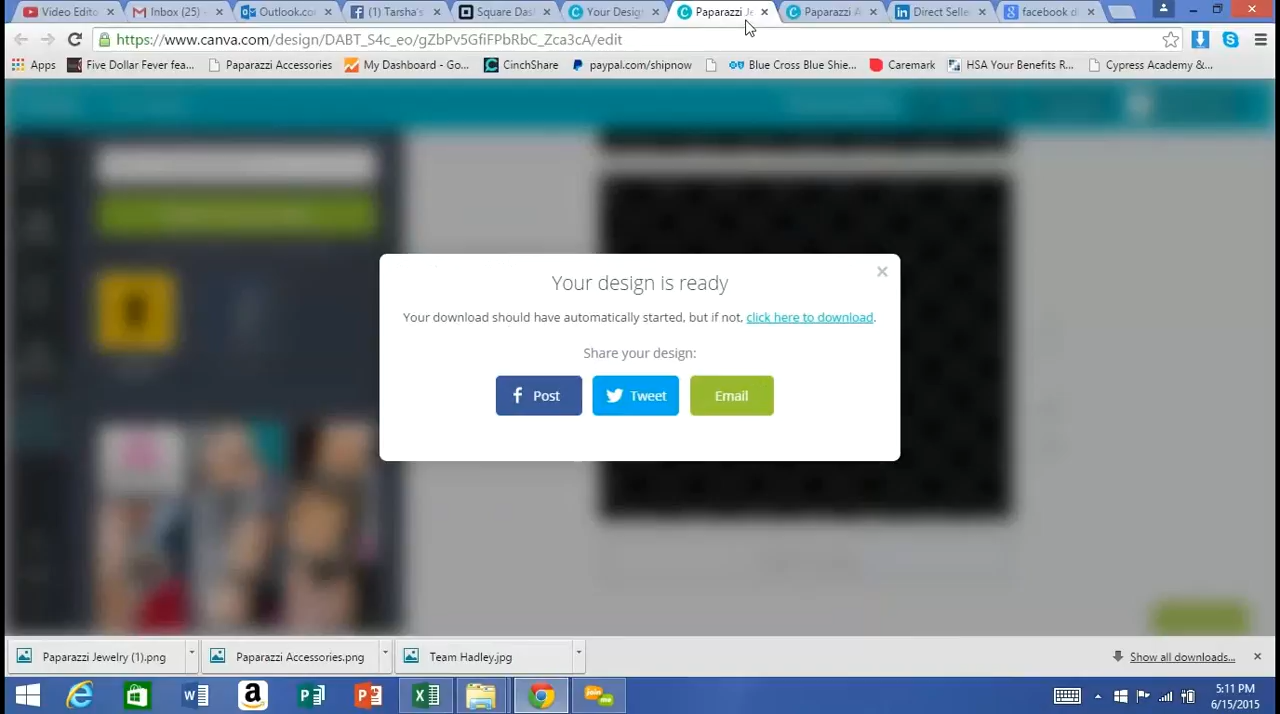 Video Edito
Inbox (25) -
Outlook.co
(1) Tarsha's
Square Das
Your Desig
Paparazzi Je
Paparazzi A
Direct Selle
facebook d
https://www.canva.com/design/DABT_S4c_eo/gZbPv5GfiFPbRbC_Zca3cA/edit
Apps
Five Dollar Fever fea...
Paparazzi Accessories
My Dashboard - Go...
CinchShare
paypal.com/shipnow
Blue Cross Blue Shie...
Caremark
HSA Your Benefits R...
Cypress Academy &...
Your design is ready
Your download should have automatically started, but if not, click here to download.
Share your design:
Post
Tweet
Email
Paparazzi Jewelry (1).png
Paparazzi Accessories.png
Team Hadley.jpg
Show all downloads...
5:11 PM
6/15/2015